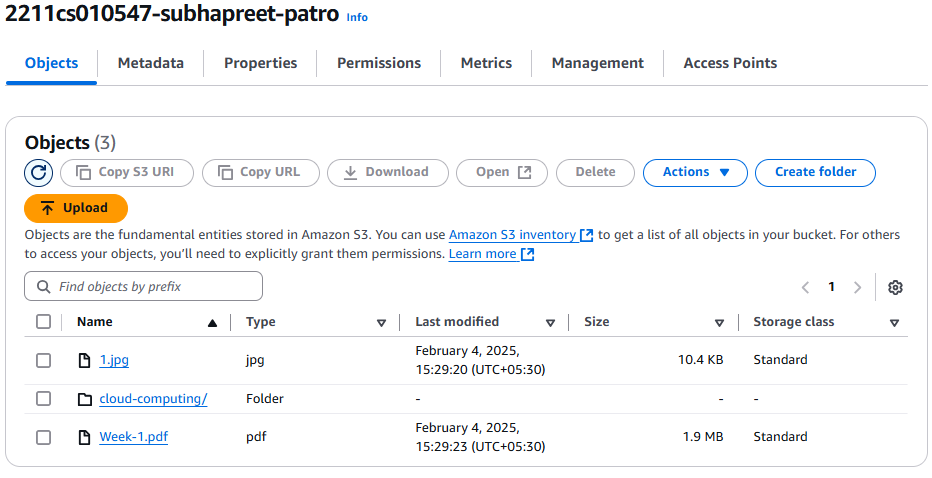 2211cs010547-subhapreet-patro Info
Objects Metadata Properties Permissions Metrics Management Access Points
Objects (3)
Copy S3 URI Copy URL Download Open Delete Actions Create folder
Upload
Objects are the fundamental entities stored in Amazon S3. You can use Amazon S3 inventory to get a list of all objects in your bucket. For others
to access your objects, you'll need to explicitly grant them permissions. Learn more
Find objects by prefix 1
Name Type Last modified Size Storage class
1.jpg jpg February 4, 2025, 15:29:20 (UTC+05:30) 10.4 KB Standard
cloud-computing/ Folder - - -
Week-1.pdf pdf February 4, 2025, 15:29:23 (UTC+05:30) 1.9 MB Standard